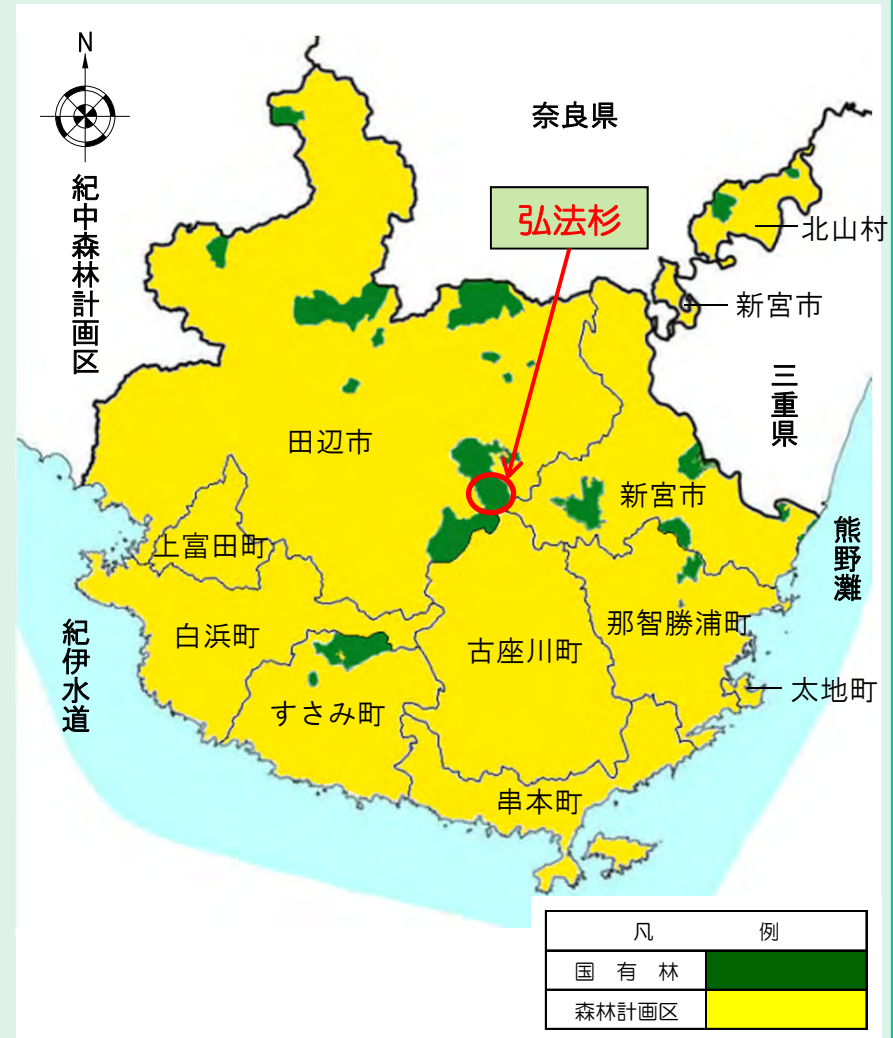 N
奈良県
紀中森林計画区
弘法杉
北山村
新宮市
三重県
田辺市
新宮市
上富田町
熊野灘
白浜町
那智勝浦町
紀伊水道
古座川町
太地町
すさみ町
串本町
凡 例
国 有 林
森林計画区